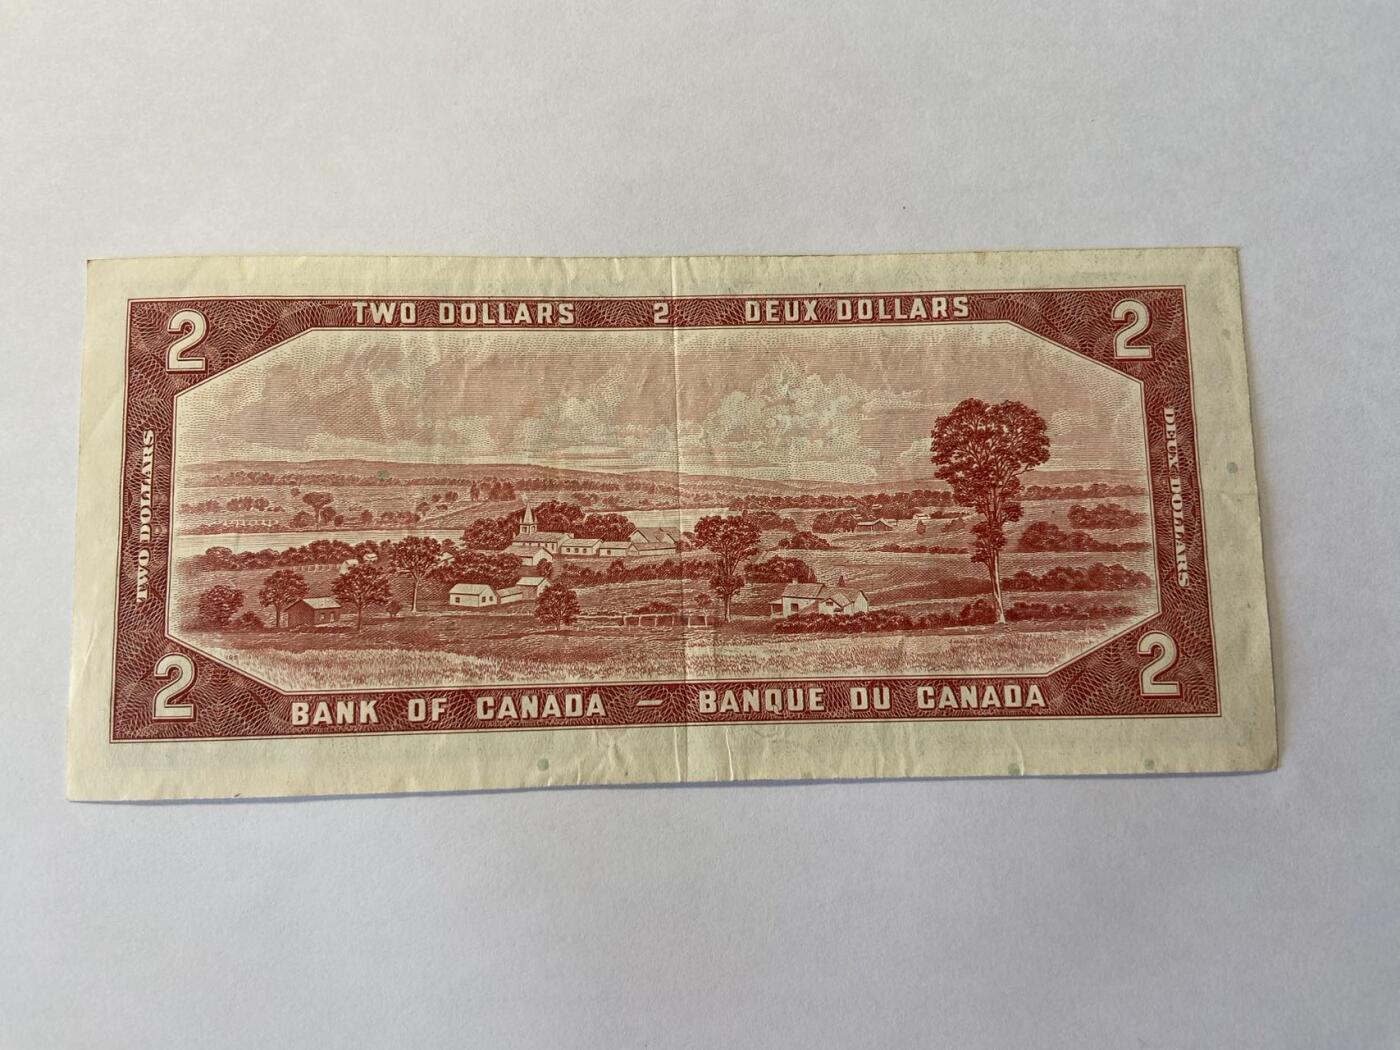 TWO DOLLARS 2 DEUX DOLLARS
2 2
TWO DOLLARS
DEUX DOLLARS
2 2
BANK OF CANADA — BANQUE DU CANADA